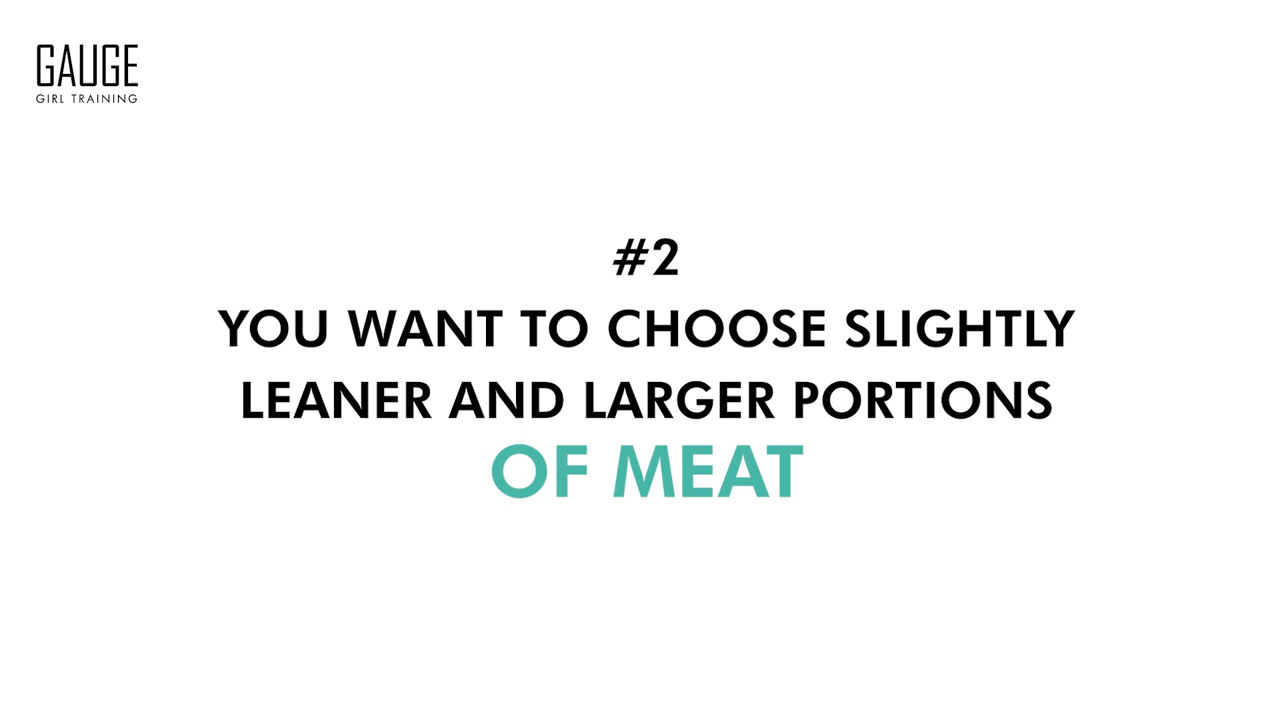 GAUGE
GIRL TRAINING
#2
YOU WANT TO CHOOSE SLIGHTLY
LEANER AND LARGER PORTIONS
OF MEAT